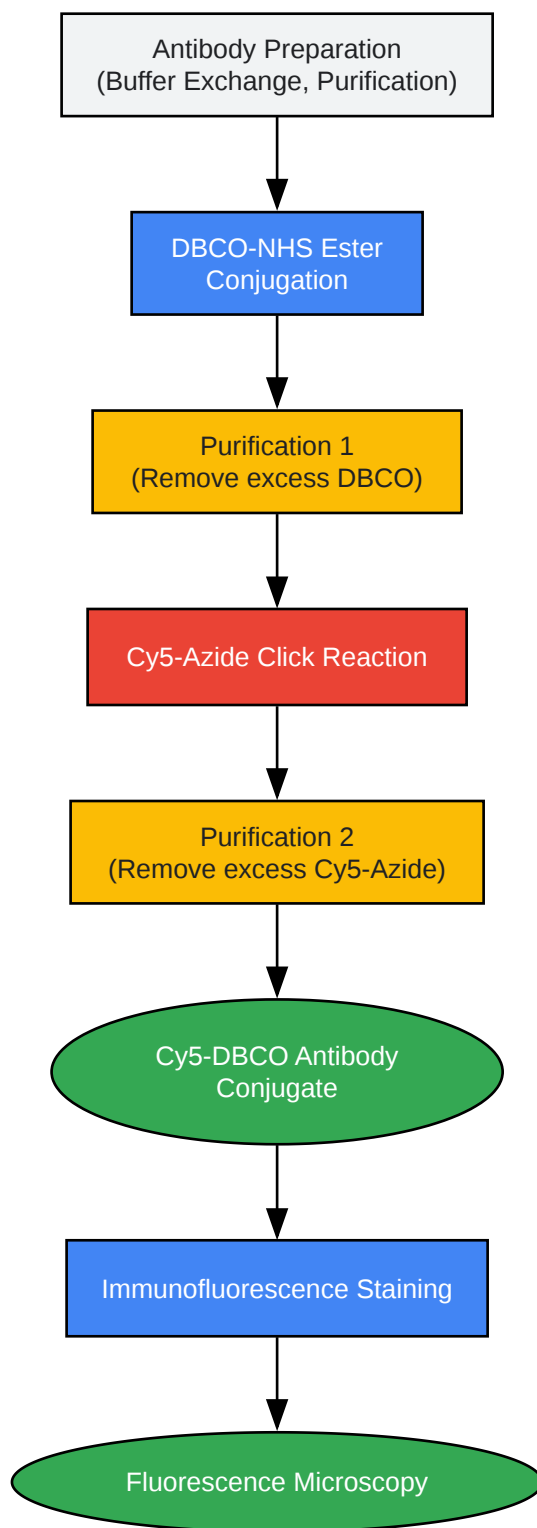 Antibody Preparation
(Buffer Exchange, Purification)
DBCO-NHS Ester
Conjugation
Purification 1
(Remove excess DBCO)
Cy5-Azide Click Reaction
Purification 2
(Remove excess Cy5-Azide)
Cy5-DBCO Antibody
Conjugate
Immunofluorescence Staining
Fluorescence Microscopy